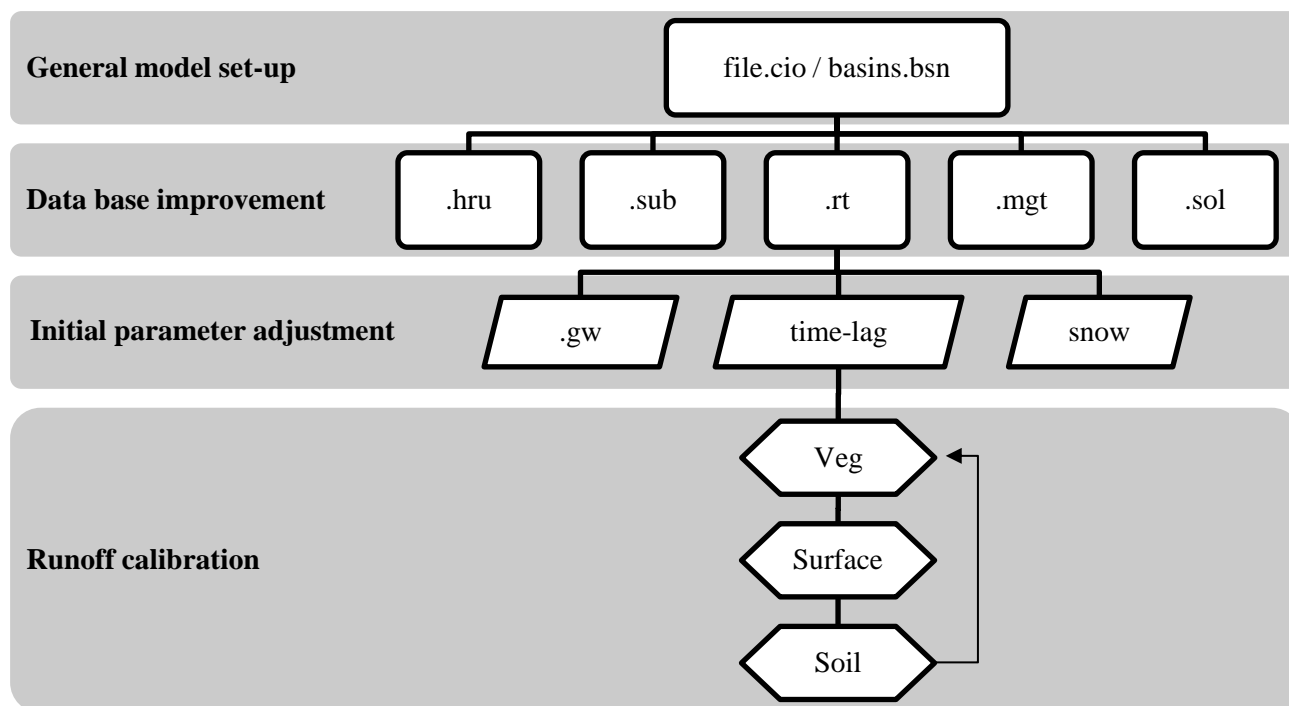 General model set-up
file.cio / basins.bsn
Data base improvement
.hru
.sub
.rt
.mgt
.sol
Initial parameter adjustment
.gw
time-lag
snow
Runoff calibration
Veg
Surface
Soil